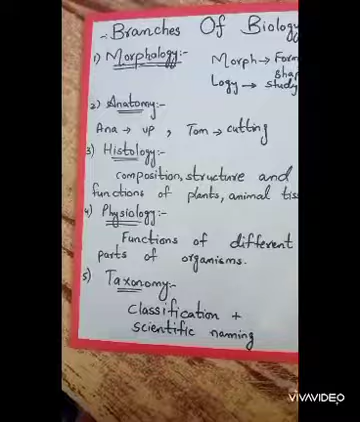 :- Branches Of Biology
1) Morphology:- Morph → Form
shap
Logy → study
2) Anatomy:-
Ana → up, Tom → cutting
3) Histology:-
composition, structure and
functions of plants, animal tiss
4) Physiology:-
Functions of different
parts of organisms.
5) Taxonomy:-
Classification +
scientific naming
VIVAVIDEO